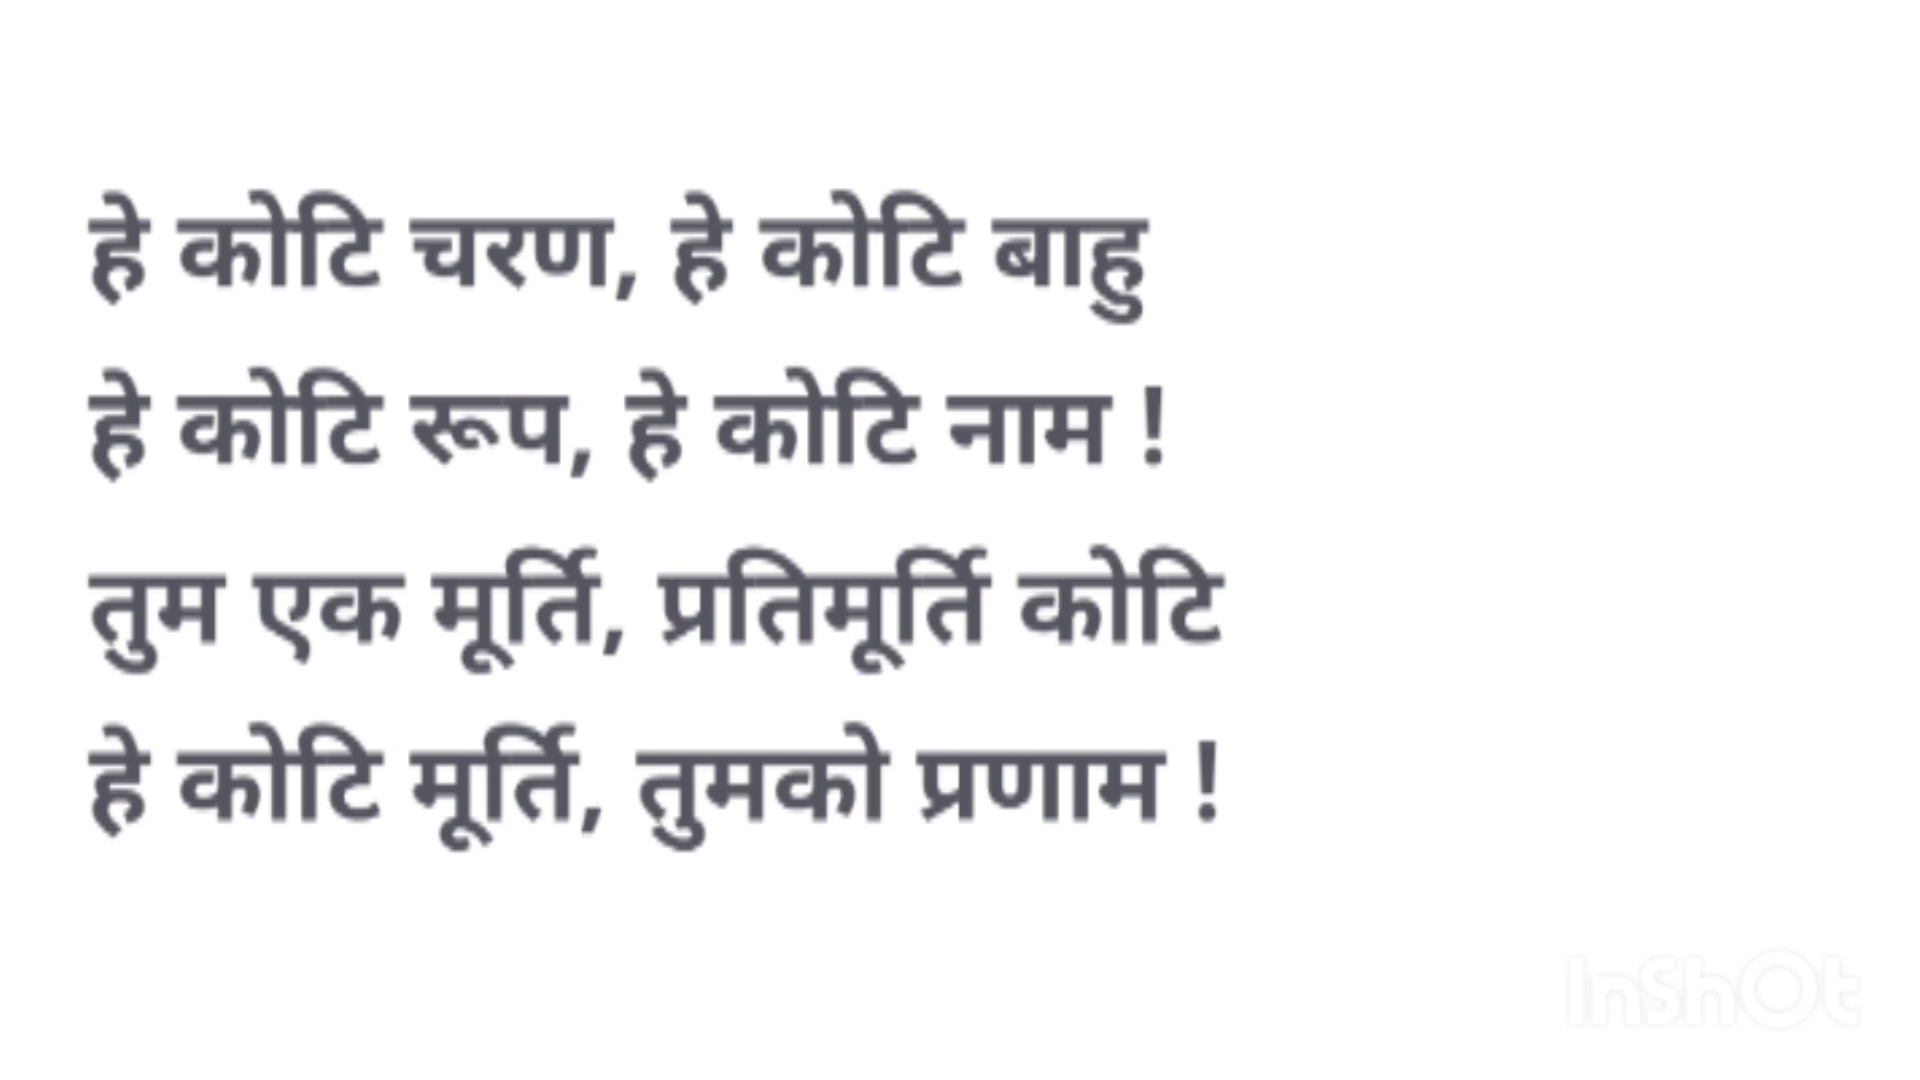 हे कोटि चरण, हे कोटि बाहु
हे कोटि रूप, हे कोटि नाम !
तुम एक मूर्ति, प्रतिमूर्ति कोटि
हे कोटि मूर्ति, तुमको प्रणाम !
InShOt